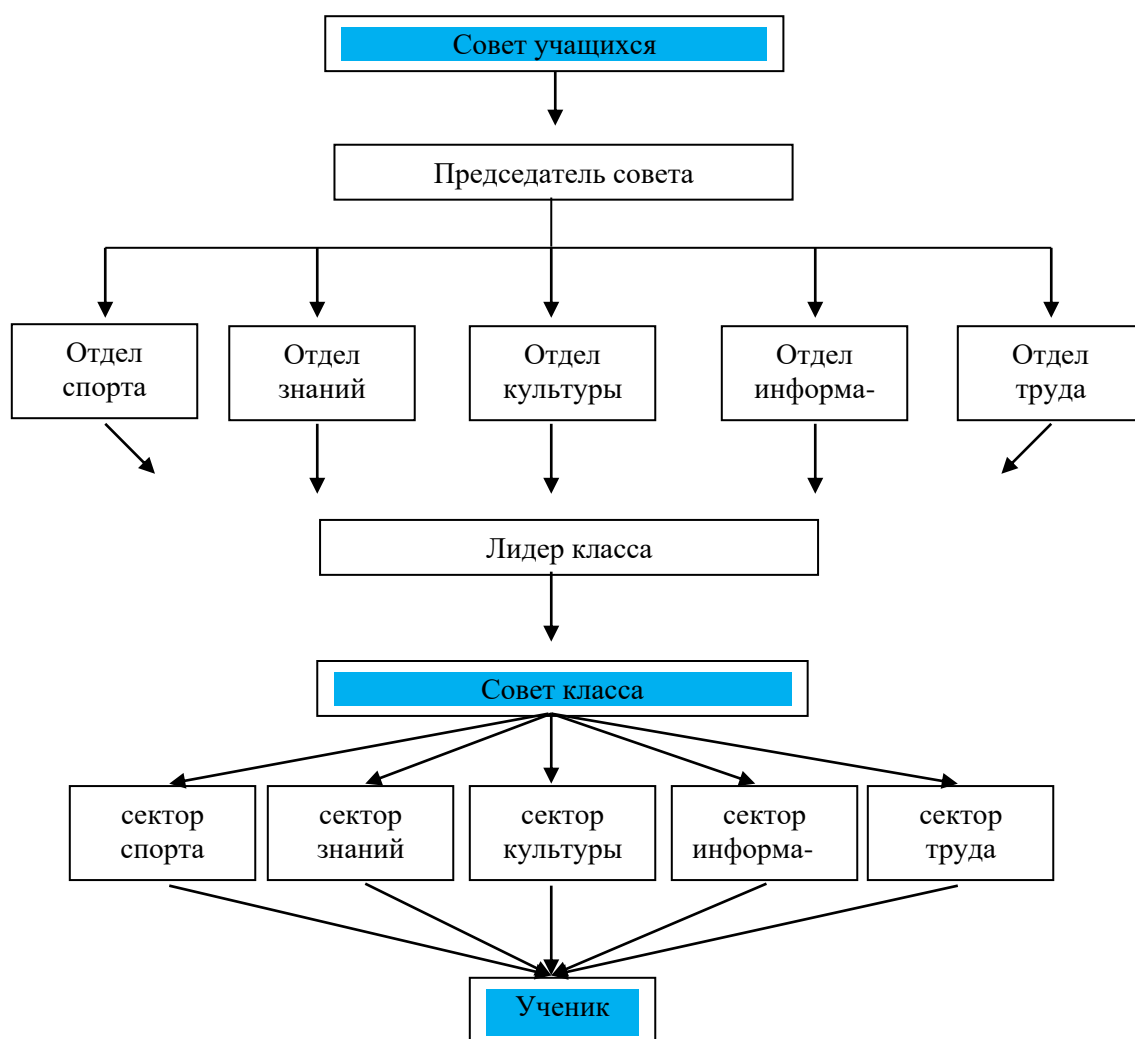 Совет учащихся
Председатель совета
Отдел
спорта
Отдел
знаний
Отдел
культуры
Отдел
информа-
Отдел
труда
Лидер класса
Совет класса
сектор
спорта
сектор
знаний
сектор
культуры
сектор
информа-
сектор
труда
Ученик